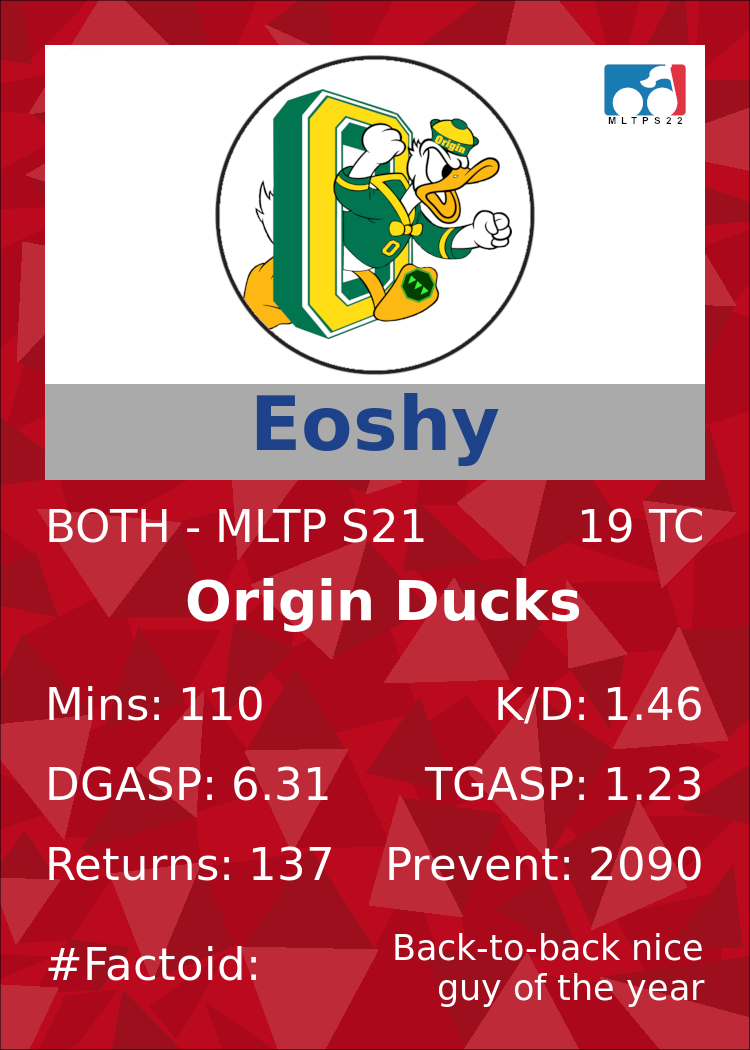 Origin
O
MLTPS22
Eoshy
BOTH - MLTP S21 19 TC
Origin Ducks
Mins: 110 K/D: 1.46
DGASP: 6.31 TGASP: 1.23
Returns: 137 Prevent: 2090
#Factoid: Back-to-back nice
guy of the year